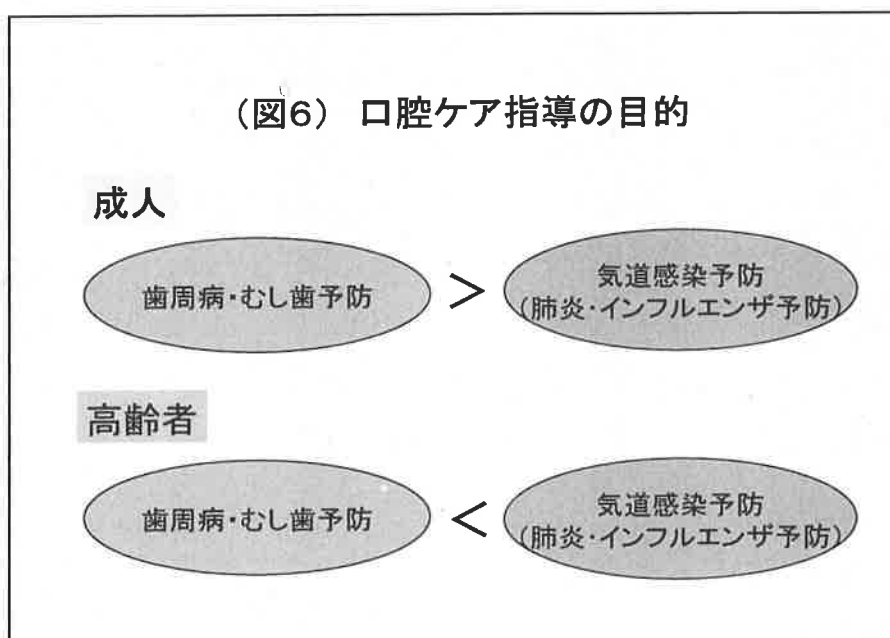 (図6) 口腔ケア指導の目的
成人
歯周病・むし歯予防
>
気道感染予防
(肺炎・インフルエンザ予防)
高齢者
歯周病・むし歯予防
<
気道感染予防
(肺炎・インフルエンザ予防)